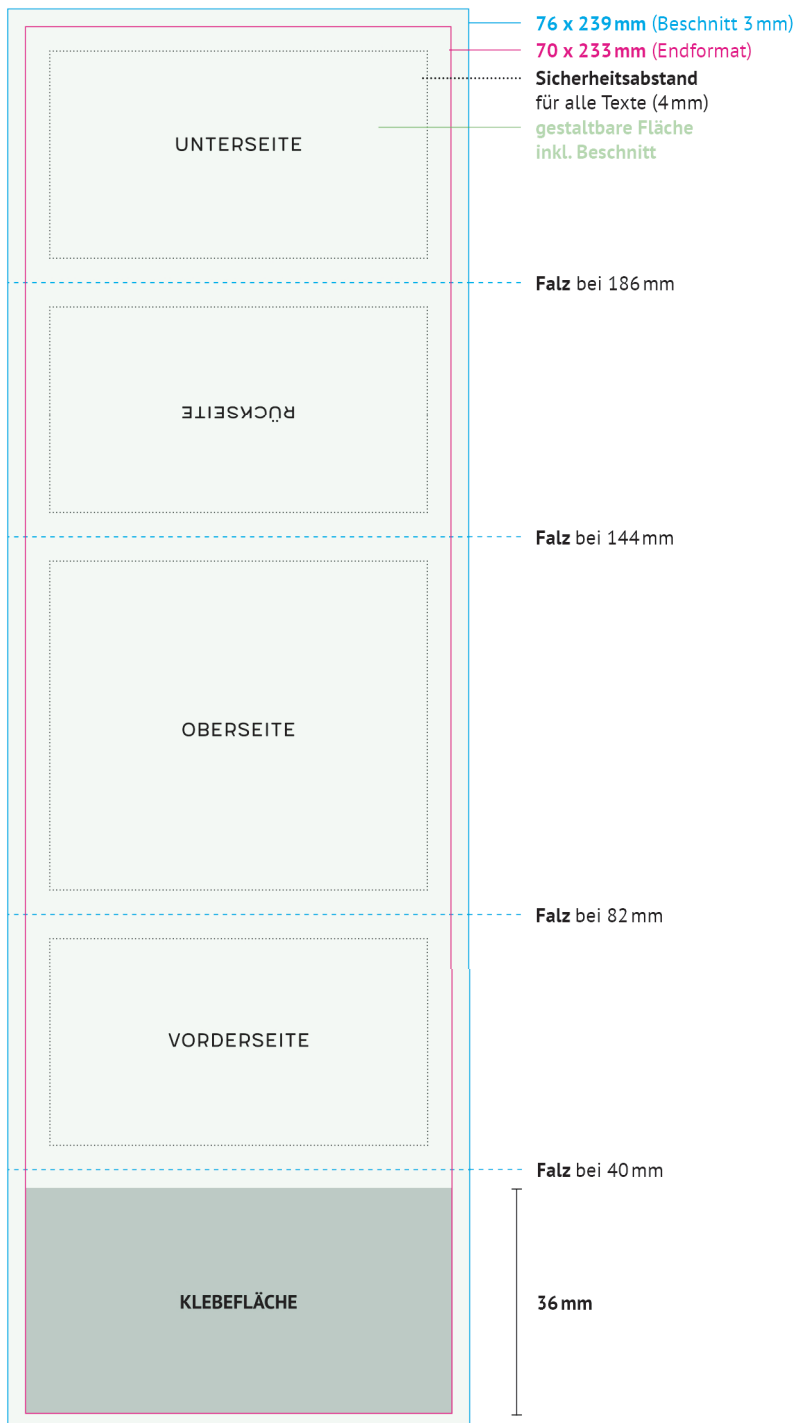 76 x 239 mm (Beschnitt 3 mm)
70 x 233 mm (Endformat)
Sicherheitsabstand
für alle Texte (4 mm)
gestaltbare Fläche
inkl. Beschnitt
UNTERSEITE
Falz bei 186 mm
RÜCKSEITE
Falz bei 144 mm
OBERSEITE
Falz bei 82 mm
VORDERSEITE
Falz bei 40 mm
KLEBEFLÄCHE
36 mm